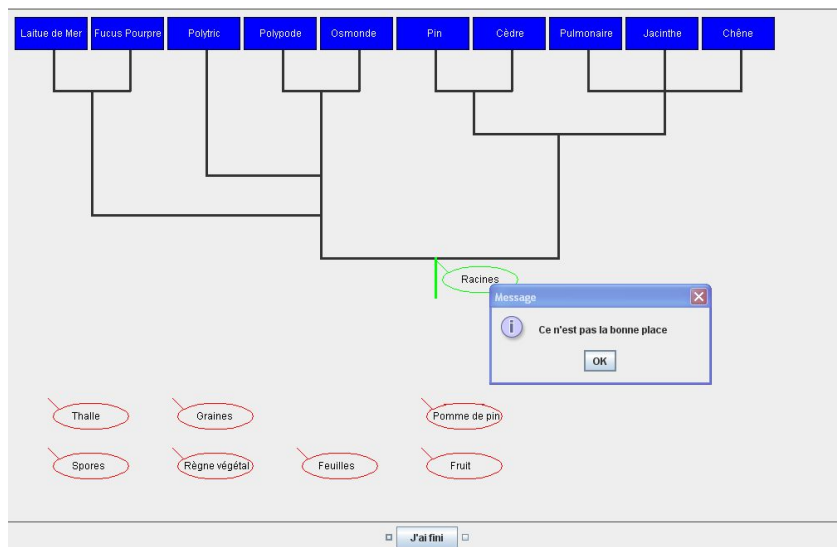 Laitue de Mer Fucus Pourpre Polytric Polypode Osmonde Pin Cèdre Pulmonaire Jacinthe Chêne
Racines
Message
Ce n'est pas la bonne place
OK
Thalle Graines Pomme de pin
Spores Règne végétal Feuilles Fruit
J'ai fini